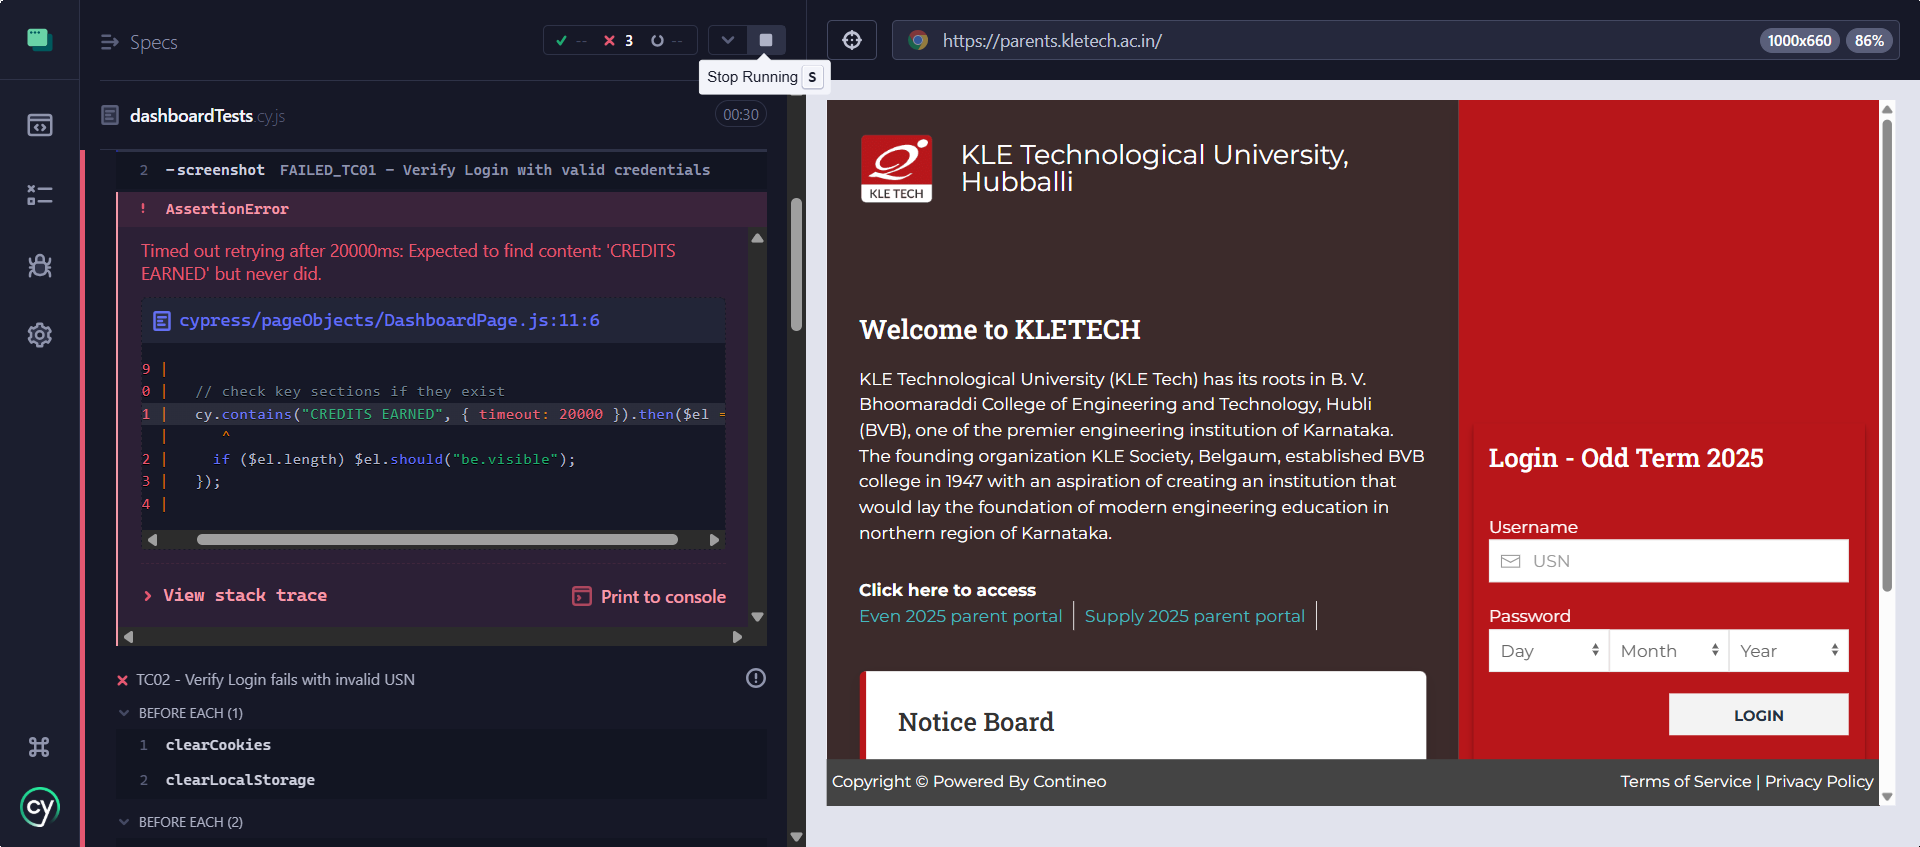 Specs
-- 3 --
Stop Running S
dashboardTests.cy.js
00:30
2 -screenshot FAILED_TC01 - Verify Login with valid credentials
! AssertionError
Timed out retrying after 20000ms: Expected to find content: 'CREDITS
EARNED' but never did.
cypress/pageObjects/DashboardPage.js:11:6
9 |
0 | // check key sections if they exist
1 | cy.contains("CREDITS EARNED", { timeout: 20000 }).then($el =
| ^
2 | if ($el.length) $el.should("be.visible");
3 | });
4 |
> View stack trace
Print to console
TC02 - Verify Login fails with invalid USN
BEFORE EACH (1)
1 clearCookies
2 clearLocalStorage
BEFORE EACH (2)
cy
https://parents.kletech.ac.in/
1000x660
86%
KLE TECH
KLE Technological University,
Hubballi
Welcome to KLETECH
KLE Technological University (KLE Tech) has its roots in B. V.
Bhoomaraddi College of Engineering and Technology, Hubli
(BVB), one of the premier engineering institution of Karnataka.
The founding organization KLE Society, Belgaum, established BVB
college in 1947 with an aspiration of creating an institution that
would lay the foundation of modern engineering education in
northern region of Karnataka.
Click here to access
Even 2025 parent portal | Supply 2025 parent portal |
Notice Board
Login - Odd Term 2025
Username
USN
Password
Day Month Year
LOGIN
Copyright © Powered By Contineo
Terms of Service | Privacy Policy